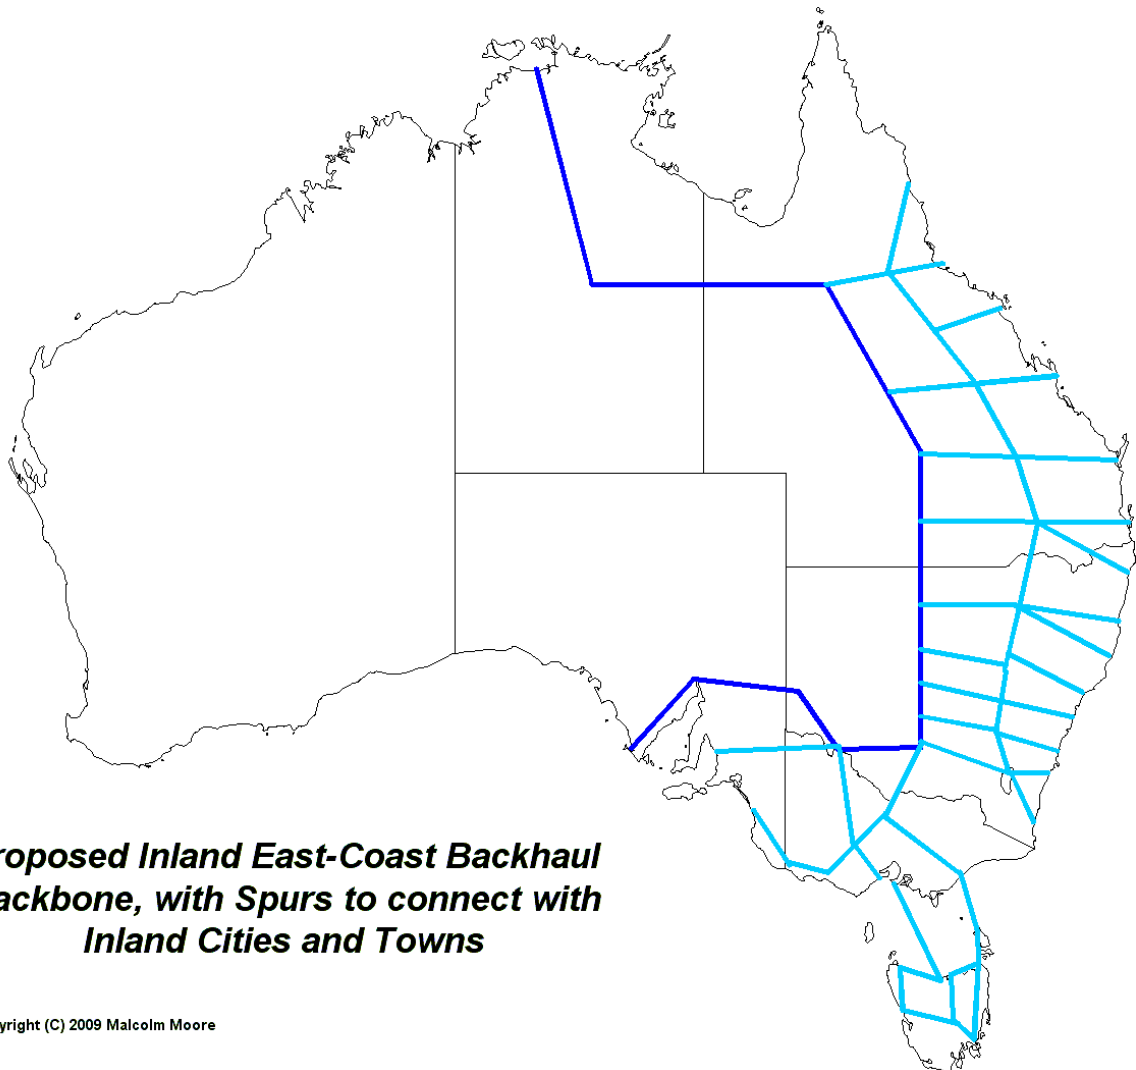 roposed Inland East-Coast Backhaul
ackbone, with Spurs to connect with
Inland Cities and Towns
yright (C) 2009 Malcolm Moore